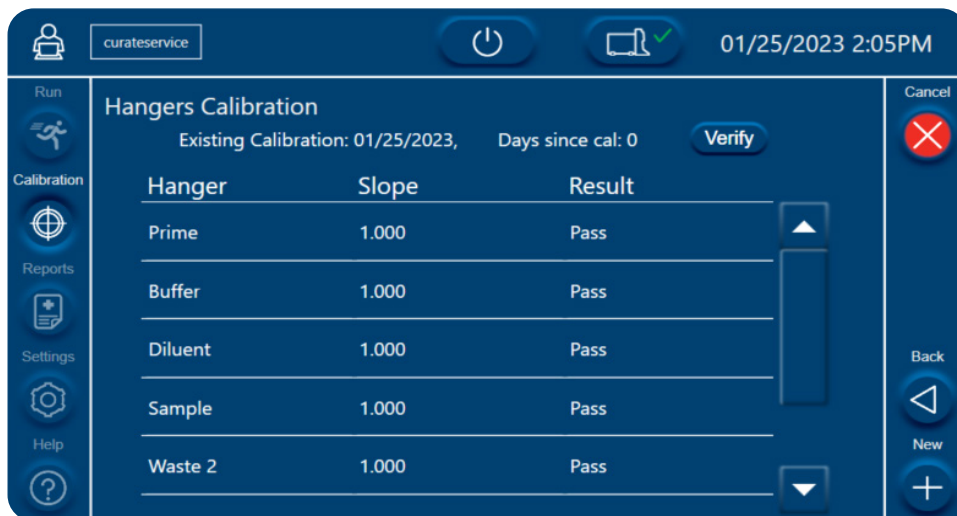 curateservice
01/25/2023 2:05PM
Run
Calibration
Reports
Settings
Help
Hangers Calibration
Existing Calibration: 01/25/2023, Days since cal: 0 Verify
Hanger Slope Result
Prime 1.000 Pass
Buffer 1.000 Pass
Diluent 1.000 Pass
Sample 1.000 Pass
Waste 2 1.000 Pass
Cancel
Back
New